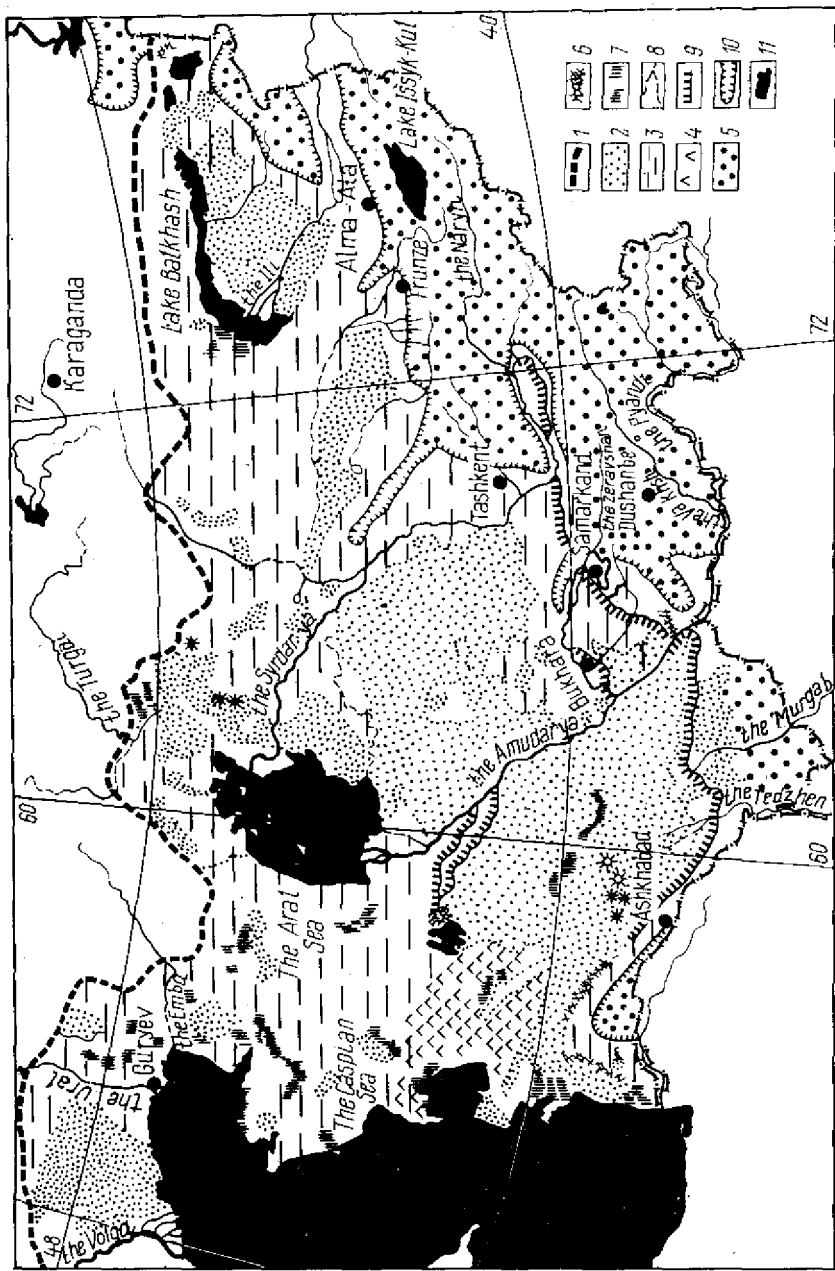 48
the Volga
the Ural
Guryev
the Emba
60
the Turgai
72
Karaganda
Lake Balkhash
the Ili
Alma-Ata
Lake Issyk-Kul
Frunze
the Naryn
40
The Aral
Sea
the Syrdarya
Tashkent
The Caspian
Sea
the Amudarya
Bukhara
Samarkand
the Zeravshan
Dushanbe
the Vakhsh
the Pyandz
72
Ashkhabad
the Tedzhen
the Murgab
60
1
2
3
4
5
6
7
8
9
10
11